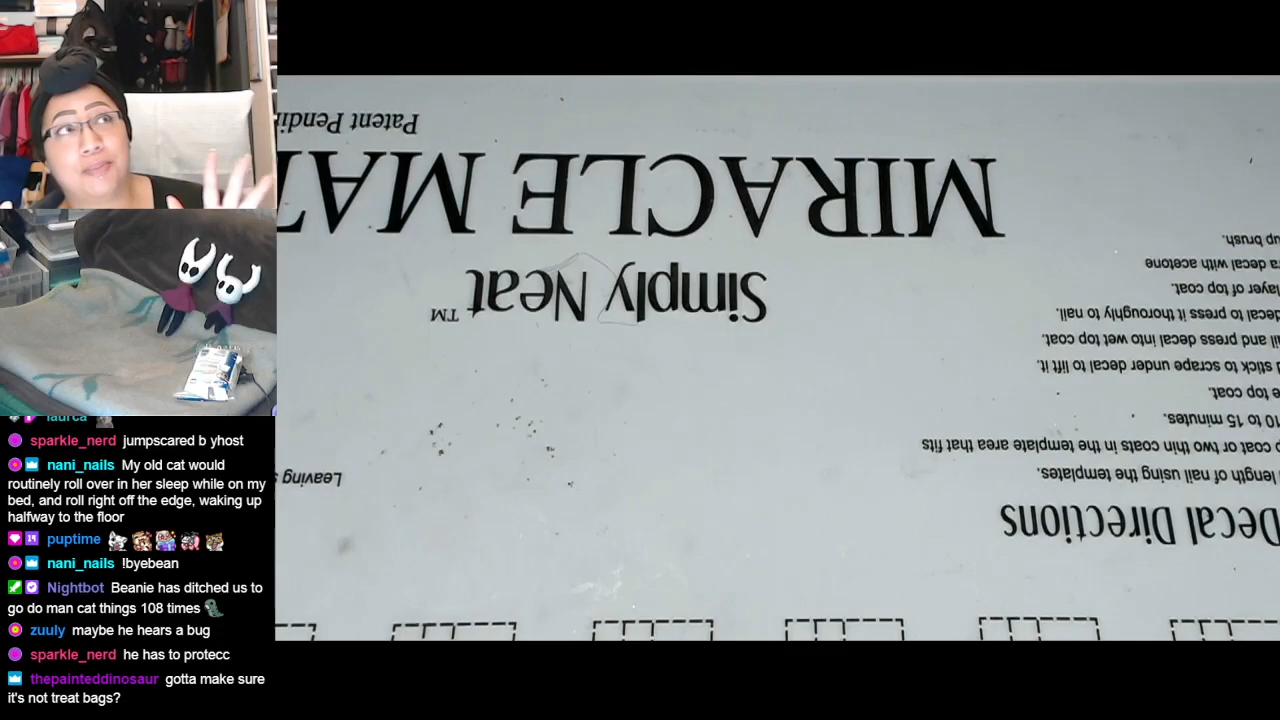 laurca
sparkle_nerd jumpscared b yhost
nani_nails My old cat would
routinely roll over in her sleep while on my
bed, and roll right off the edge, waking up
halfway to the floor
puptime
nani_nails !byebean
Nightbot Beanie has ditched us to
go do man cat things 108 times
zuuly maybe he hears a bug
sparkle_nerd he has to protecc
thepainteddinosaur gotta make sure
it's not treat bags?
Decal Directions
length of nail using the templates.
coat or two thin coats in the template area that fits
10 to 15 minutes.
top coat.
stick to scrape under decal to lift it.
and press decal into wet top coat.
decal to press it thoroughly to nail.
layer of top coat.
decal with acetone
up brush.
Leaving
Simply Neat™
MIRACLE MAT
Patent Pendi